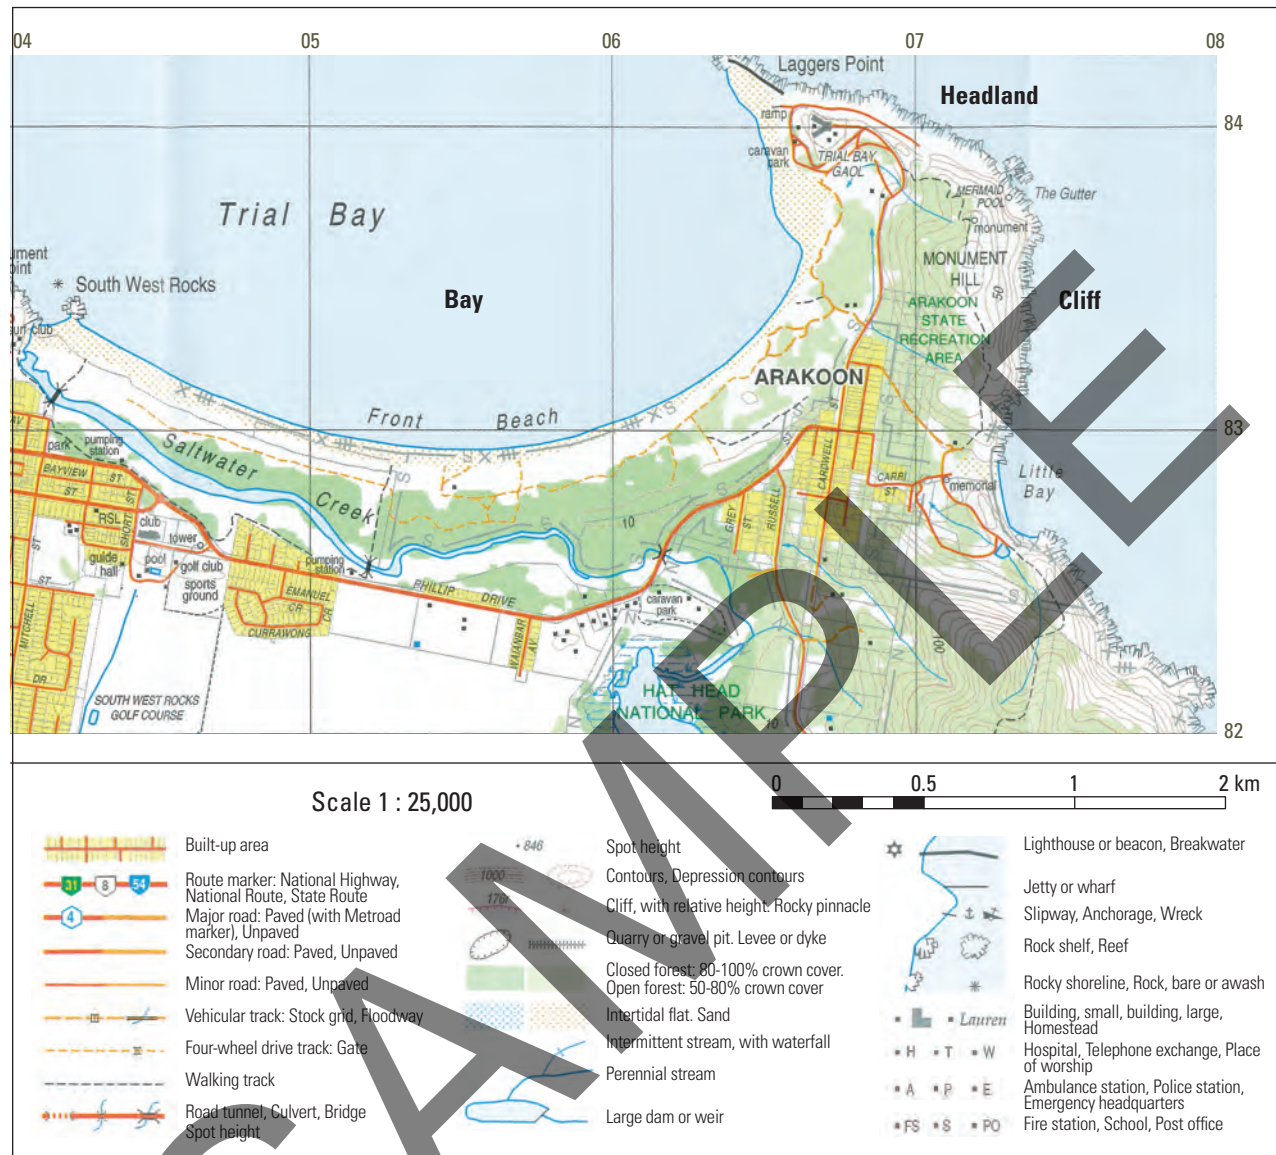 04 05 06 07 08
Laggers Point
Headland
ramp
84
caravan
park
TRIAL BAY
GAOL
MERMAID
POOL
The Gutter
Trial Bay
monument
MONUMENT
HILL
South West Rocks
Bay
50
Cliff
ARAKOON
STATE
RECREATION
AREA
club
ARAKOON
Front Beach
ST
83
park
pumping
station
Saltwater
Creek
BAYVIEW
ST
ST
ST
CARDWELL
CARRI
ST
Little
Bay
memorial
RSL
SHORT
club
tower
10
GREY
ST
RUSSELL
guide
hall
pool
golf club
sports
ground
pumping
station
ST
ST
EMANUEL
CR
CR
CURRAWONG
PHILLIP DRIVE
caravan
park
MITCHELL
DR
WAIANBAR
AV
100
SOUTH WEST ROCKS
GOLF COURSE
HAT HEAD
NATIONAL PARK
10
82
Scale 1 : 25,000
0 0.5 1 2 km
Built-up area
31 8 54
Route marker: National Highway,
National Route, State Route
4
Major road: Paved (with Metroad
marker), Unpaved
Secondary road: Paved, Unpaved
Minor road: Paved, Unpaved
Vehicular track: Stock grid, Floodway
Four-wheel drive track: Gate
Walking track
Road tunnel, Culvert, Bridge
Spot height
846
Spot height
1000
Contours, Depression contours
Cliff, with relative height: Rocky pinnacle
Quarry or gravel pit. Levee or dyke
Closed forest: 80-100% crown cover.
Open forest: 50-80% crown cover
Intertidal flat. Sand
Intermittent stream, with waterfall
Perennial stream
Large dam or weir
Lighthouse or beacon, Breakwater
Jetty or wharf
Slipway, Anchorage, Wreck
Rock shelf, Reef
Rocky shoreline, Rock, bare or awash
Lauren
Building, small, building, large,
Homestead
H T W
Hospital, Telephone exchange, Place
of worship
A P E
Ambulance station, Police station,
Emergency headquarters
FS S PO
Fire station, School, Post office
SAMPLE